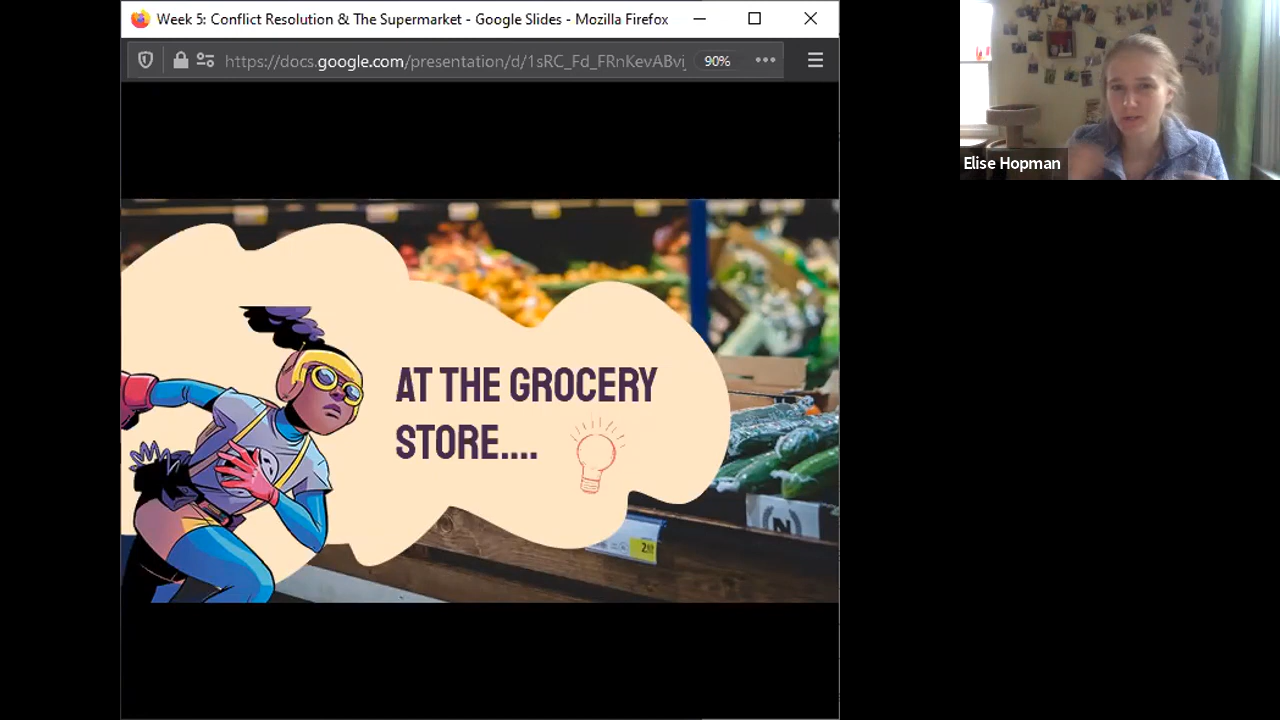 Week 5: Conflict Resolution & The Supermarket - Google Slides - Mozilla Firefox
https://docs.google.com/presentation/d/1sRC_Fd_FRnKevABvi
90%
Elise Hopman
AT THE GROCERY
STORE....
N